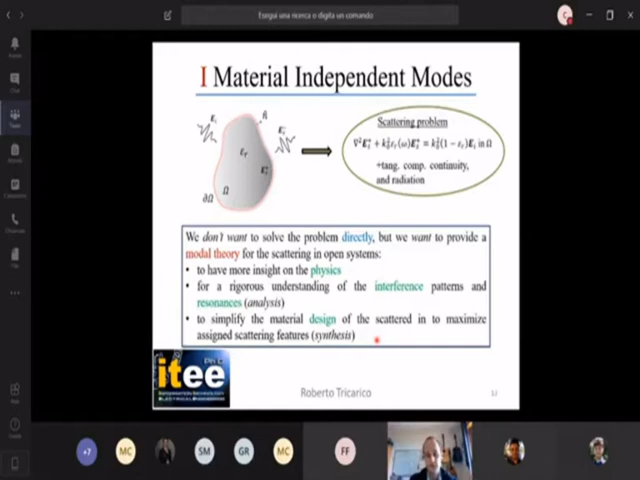 Esegui una ricerca o digita un comando
C
I Material Independent Modes
Scattering problem
+tang. comp. continuity,
and radiation
We don't want to solve the problem directly, but we want to provide a
modal theory for the scattering in open systems:
• to have more insight on the physics
• for a rigorous understanding of the interference patterns and
resonances (analysis)
• to simplify the material design of the scattered in to maximize
assigned scattering features (synthesis)
itee
Roberto Tricarico
+7
MC
SM
GR
MC
FF